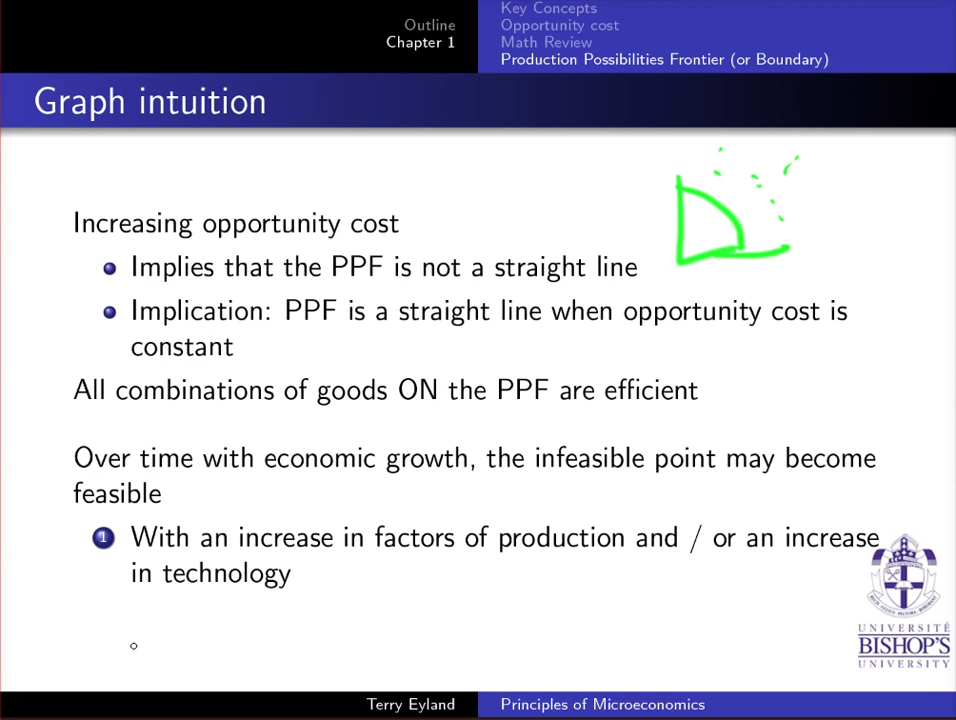 Outline
Chapter 1
Key Concepts
Opportunity cost
Math Review
Production Possibilities Frontier (or Boundary)
Graph intuition
Increasing opportunity cost
Implies that the PPF is not a straight line
Implication: PPF is a straight line when opportunity cost is
constant
All combinations of goods ON the PPF are efficient
Over time with economic growth, the infeasible point may become
feasible
1 With an increase in factors of production and / or an increase
in technology
UNIVERSITÉ
BISHOP'S
UNIVERSITY
Terry Eyland
Principles of Microeconomics